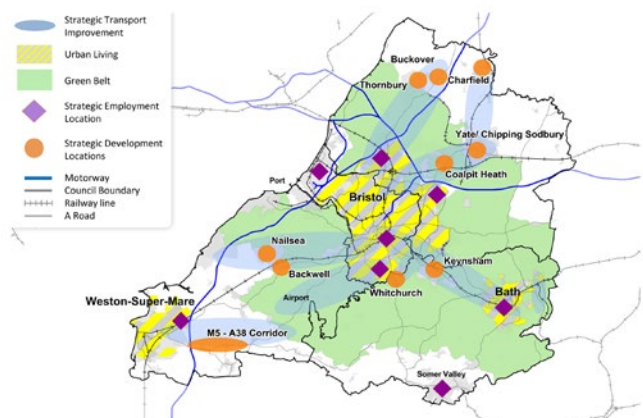 Strategic Transport
Improvement
Urban Living
Green Belt
Strategic Employment
Location
Strategic Development
Locations
Motorway
Council Boundary
Railway line
A Road
Buckover
Thornbury
Charfield
Yate/ Chipping Sodbury
Coalpit Heath
Port
Bristol
Nailsea
Backwell
Keynsham
Whitchurch
Airport
Bath
Weston-Super-Mare
M5 - A38 Corridor
Somer Valley